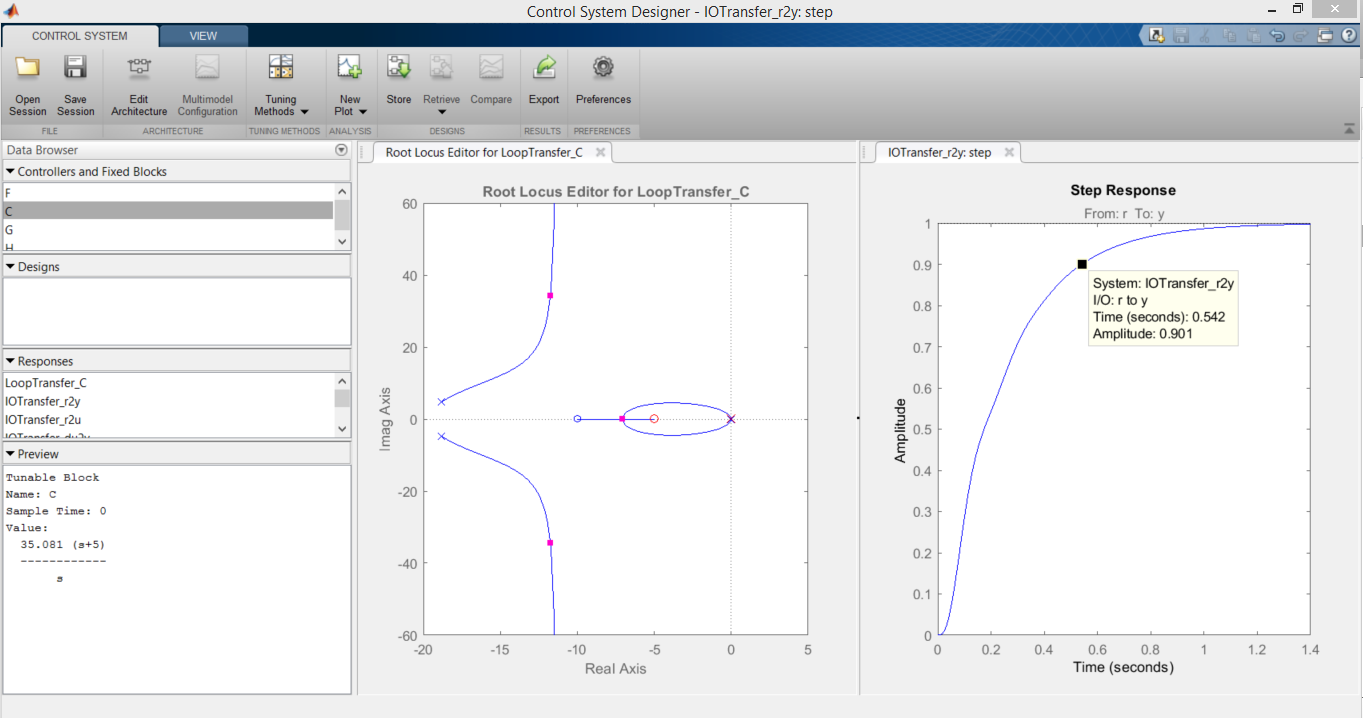 Control System Designer - IOTransfer_r2y: step
CONTROL SYSTEM
VIEW
Open Session
Save Session
Edit Architecture
Multimodel Configuration
Tuning Methods
New Plot
Store
Retrieve
Compare
Export
Preferences
FILE
ARCHITECTURE
TUNING METHODS
ANALYSIS
DESIGNS
RESULTS
PREFERENCES
Data Browser
Controllers and Fixed Blocks
F
C
G
H
Designs
Responses
LoopTransfer_C
IOTransfer_r2y
IOTransfer_r2u
IOTransfer_du2y
Preview
Tunable Block
Name: C
Sample Time: 0
Value:
35.081 (s+5)
------------
s
Root Locus Editor for LoopTransfer_C
Root Locus Editor for LoopTransfer_C
60
40
20
0
-20
-40
-60
Imag Axis
-20 -15 -10 -5 0 5
Real Axis
IOTransfer_r2y: step
Step Response
From: r To: y
1
0.9
0.8
0.7
0.6
0.5
0.4
0.3
0.2
0.1
0
Amplitude
System: IOTransfer_r2y
I/O: r to y
Time (seconds): 0.542
Amplitude: 0.901
0 0.2 0.4 0.6 0.8 1 1.2 1.4
Time (seconds)